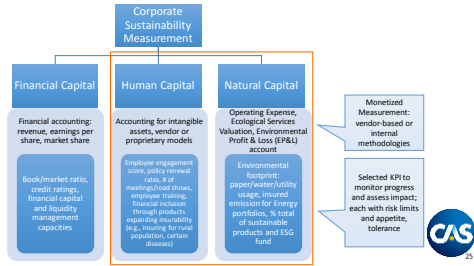 Corporate
Sustainability
Measurement
Financial Capital
Human Capital
Natural Capital
Financial accounting:
revenue, earnings per
share, market share
Book/market ratio,
credit ratings,
financial capital
and liquidity
management
capacities
Accounting for intangible
assets, vendor or
proprietary models
Employee engagement
score, policy renewal
rates, # of
meetings/road shows,
employee training,
financial inclusion
through products
expanding insurability
(e.g., insuring for rural
population, certain
diseases)
Operating Expense,
Ecological Services
Valuation, Environmental
Profit & Loss (EP&L)
account
Environmental
footprint:
paper/water/utility
usage, insured
emission for Energy
portfolios, % total
of sustainable
products and ESG
fund
Monetized
Measurement:
vendor-based or
internal
methodologies
Selected KPI to
monitor progress
and assess impact;
each with risk limits
and appetite,
tolerance
CAS
25